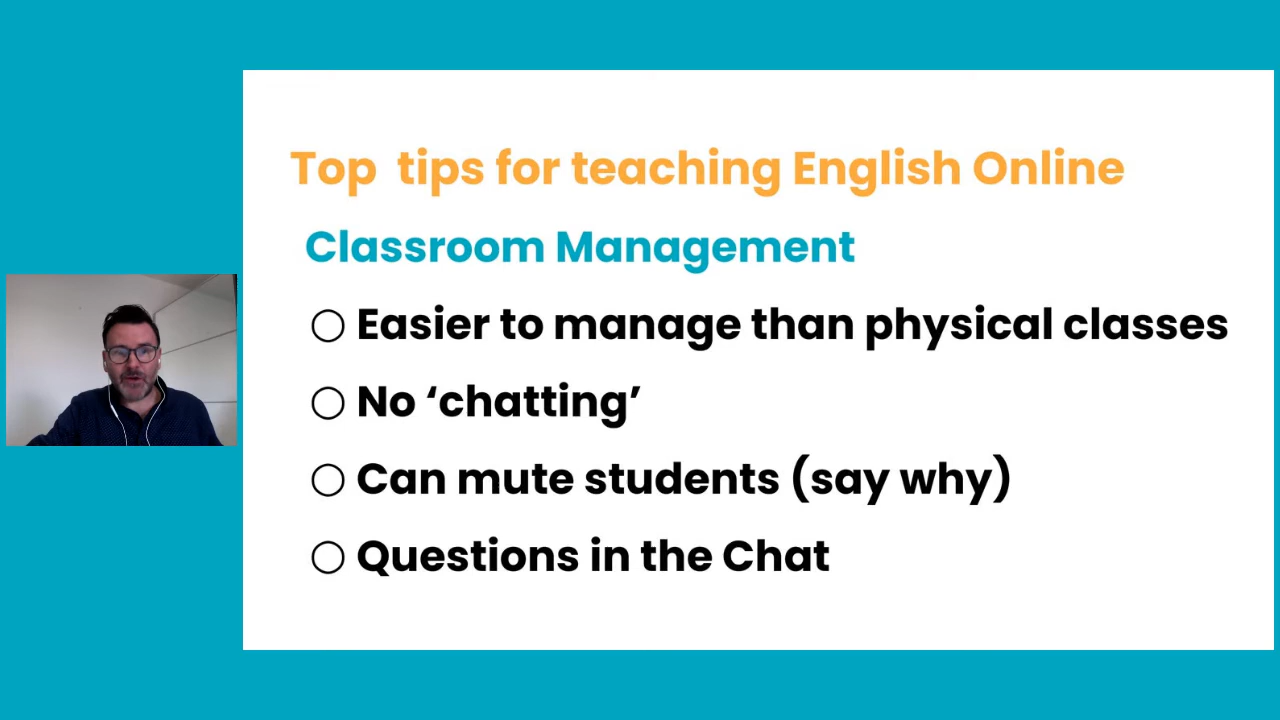 Top tips for teaching English Online
Classroom Management
Easier to manage than physical classes
No ‘chatting’
Can mute students (say why)
Questions in the Chat